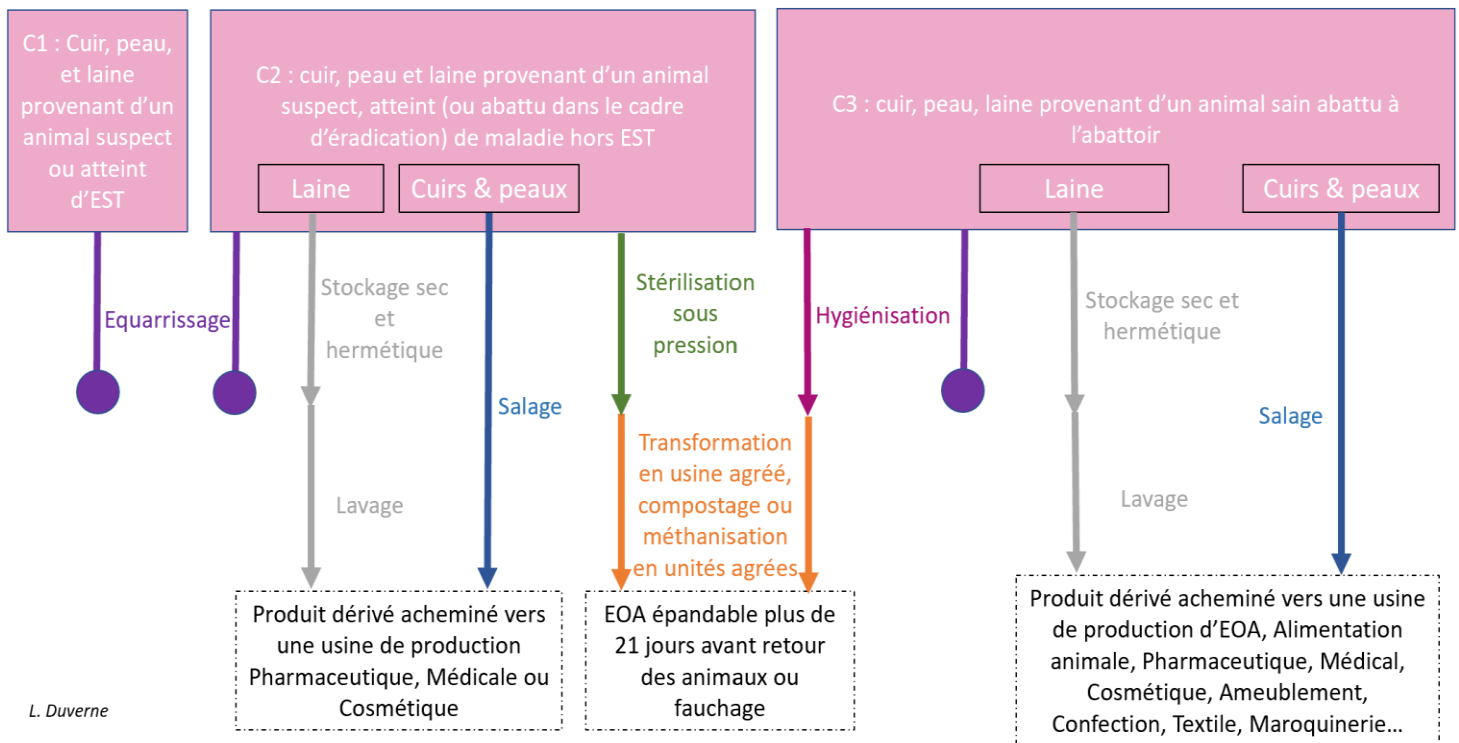 C1 : Cuir, peau,
et laine
provenant d'un
animal suspect
ou atteint
d'EST
C2 : cuir, peau et laine provenant d'un animal
suspect, atteint (ou abattu dans le cadre
d'éradication) de maladie hors EST
Laine
Cuirs & peaux
C3 : cuir, peau, laine provenant d'un animal sain abattu à
l'abattoir
Laine
Cuirs & peaux
Equarrissage
Stockage sec
et
hermétique
Lavage
Salage
Stérilisation
sous
pression
Hygiénisation
Transformation
en usine agréé,
compostage ou
méthanisation
en unités agrées
Stockage sec et
hermétique
Lavage
Salage
Produit dérivé acheminé vers
une usine de production
Pharmaceutique, Médicale ou
Cosmétique
EOA épandable plus de
21 jours avant retour
des animaux ou
fauchage
Produit dérivé acheminé vers une usine
de production d'EOA, Alimentation
animale, Pharmaceutique, Médical,
Cosmétique, Ameublement,
Confection, Textile, Maroquinerie…
L. Duverne